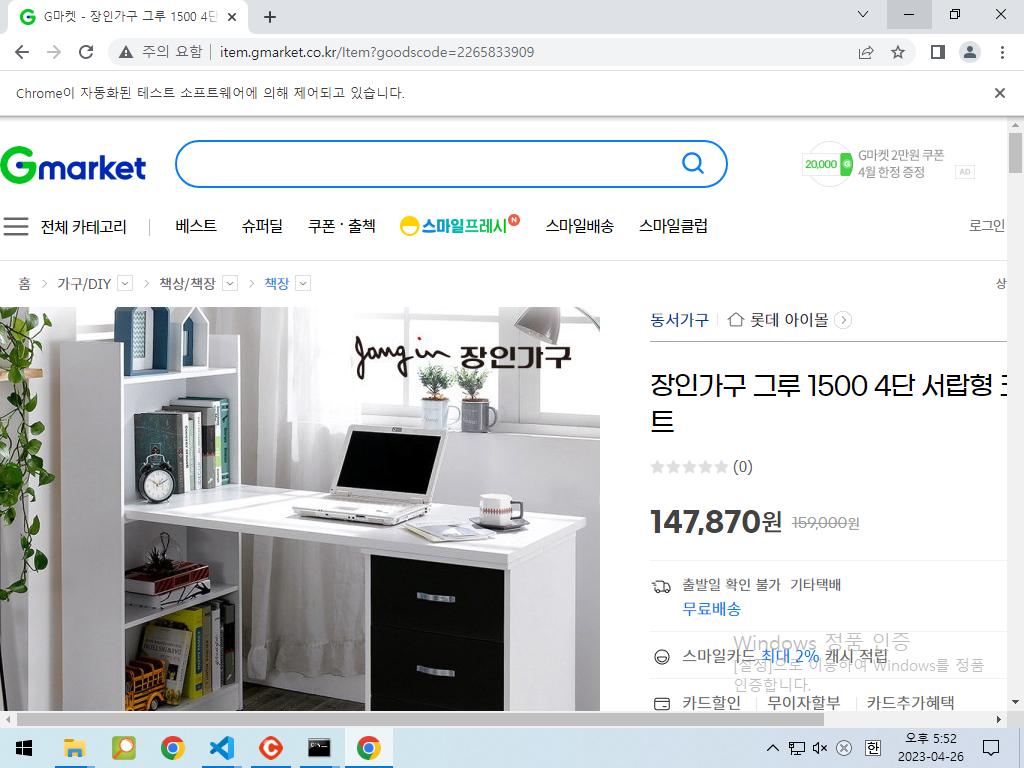 G마켓 - 장인가구 그루 1500 4단
주의 요함
item.gmarket.co.kr/Item?goodscode=2265833909
Chrome이 자동화된 테스트 소프트웨어에 의해 제어되고 있습니다.
Gmarket
20,000
G마켓 2만원 쿠폰
4월 한정 증정
AD
전체 카테고리
베스트
슈퍼딜
쿠폰·출첵
스마일프레시
N
스마일배송
스마일클럽
로그인
홈
가구/DIY
책상/책장
책장
상
Jang in 장인가구
동서가구
롯데 아이몰
장인가구 그루 1500 4단 서랍형
트
(0)
147,870원 159,000원
출발일 확인 불가 기타택배
무료배송
스마일카드 최대 2% 캐시 적립
카드할인
무이자할부
카드추가혜택
Windows 정품 인증
[설정]으로 이동하여 Windows를 정품
인증합니다.
한
오후 5:52
2023-04-26